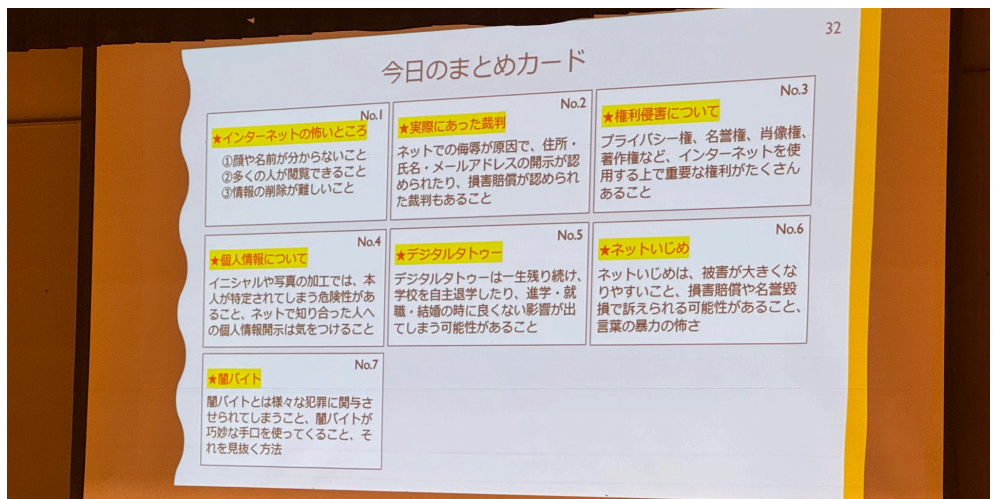 32
今日のまとめカード
No.1
★インターネットの怖いところ
①顔や名前が分からないこと
②多くの人が閲覧できること
③情報の削除が難しいこと
No.2
★実際にあった裁判
ネットでの侮辱が原因で、住所・
氏名・メールアドレスの開示が認
められたり、損害賠償が認められ
た裁判もあること
No.3
★権利侵害について
プライバシー権、名誉権、肖像権、
著作権など、インターネットを使
用する上で重要な権利がたくさん
あること
No.4
★個人情報について
イニシャルや写真の加工では、本
人が特定されてしまう危険性があ
ること、ネットで知り合った人へ
の個人情報開示は気をつけること
No.5
★デジタルタトゥー
デジタルタトゥーは一生残り続け、
学校を自主退学したり、進学・就
職・結婚の時に良くない影響が出
てしまう可能性があること
No.6
★ネットいじめ
ネットいじめは、被害が大きくな
りやすいこと、損害賠償や名誉毀
損で訴えられる可能性があること、
言葉の暴力の怖さ
No.7
★闇バイト
闇バイトとは様々な犯罪に関与さ
せられてしまうこと、闇バイトが
巧妙な手口を使ってくること、そ
れを見抜く方法